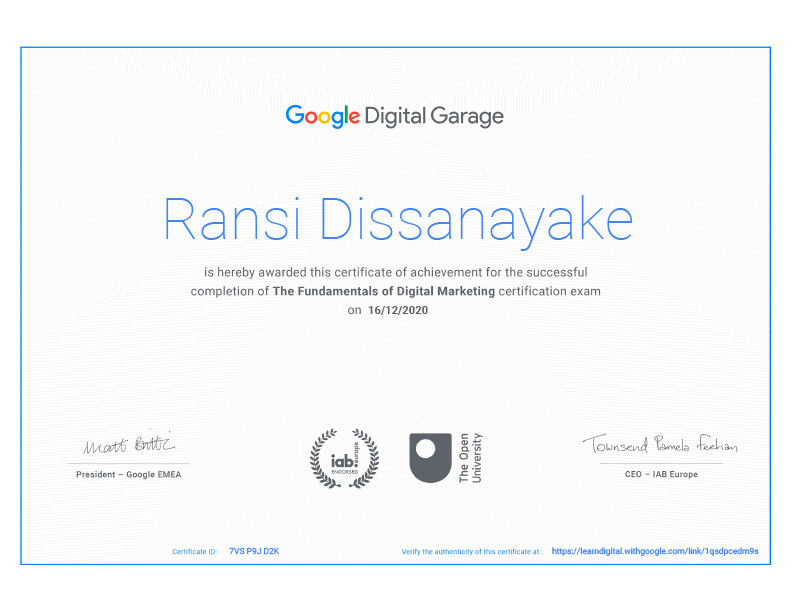 Google Digital Garage
Ransi Dissanayake
is hereby awarded this certificate of achievement for the successful
completion of The Fundamentals of Digital Marketing certification exam
on 16/12/2020
Matt Brittin
President – Google EMEA
iab.
europe
ENDORSED
The Open
University
Townsend Pamela Feehan
CEO – IAB Europe
Certificate ID: 7VS P9J D2K
Verify the authenticity of this certificate at: https://learndigital.withgoogle.com/link/1qsdpcedm9s